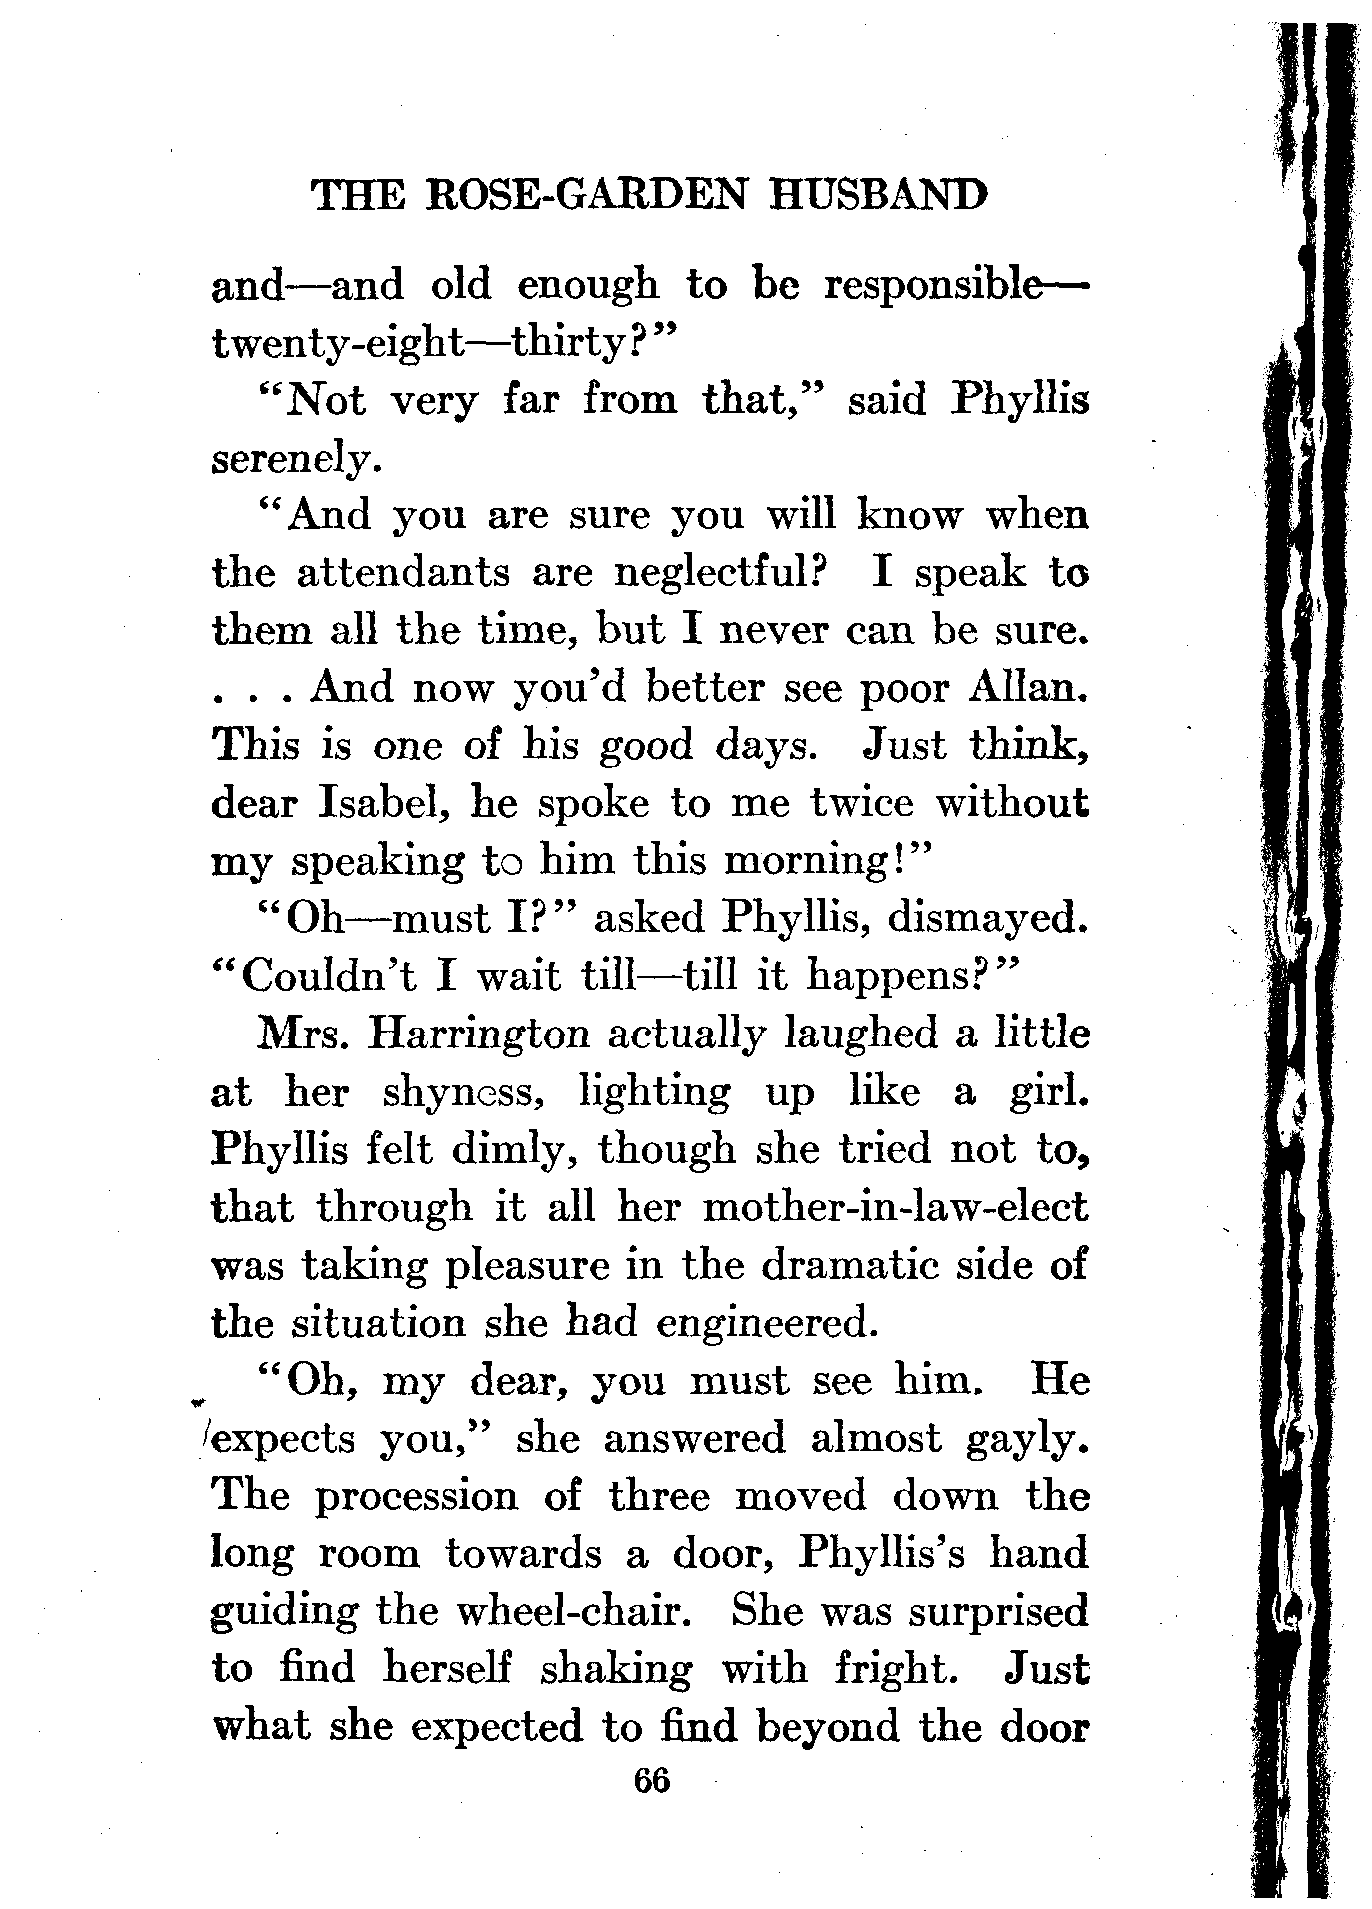 THE ROSE-GARDEN HUSBAND
and—and old enough to be responsible—
twenty-eight—thirty?"
"Not very far from that," said Phyllis
serenely.
"And you are sure you will know when
the attendants are neglectful? I speak to
them all the time, but I never can be sure.
. . . And now you'd better see poor Allan.
This is one of his good days. Just think,
dear Isabel, he spoke to me twice without
my speaking to him this morning!"
"Oh—must I?" asked Phyllis, dismayed.
"Couldn't I wait till—till it happens?"
Mrs. Harrington actually laughed a little
at her shyness, lighting up like a girl.
Phyllis felt dimly, though she tried not to,
that through it all her mother-in-law-elect
was taking pleasure in the dramatic side of
the situation she had engineered.
"Oh, my dear, you must see him. He
expects you," she answered almost gayly.
The procession of three moved down the
long room towards a door, Phyllis's hand
guiding the wheel-chair. She was surprised
to find herself shaking with fright. Just
what she expected to find beyond the door
66